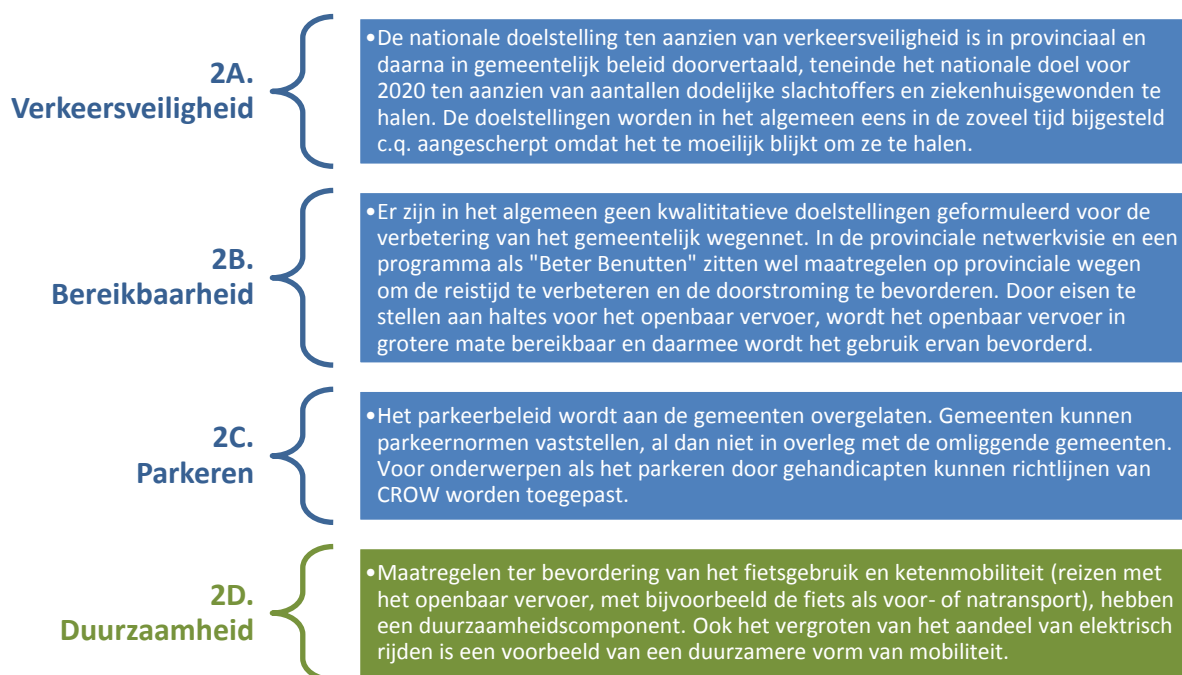 2A.
Verkeersveiligheid
•De nationale doelstelling ten aanzien van verkeersveiligheid is in provinciaal en
daarna in gemeentelijk beleid doorvertaald, teneinde het nationale doel voor
2020 ten aanzien van aantallen dodelijke slachtoffers en ziekenhuisgewonden te
halen. De doelstellingen worden in het algemeen eens in de zoveel tijd bijgesteld
c.q. aangescherpt omdat het te moeilijk blijkt om ze te halen.
2B.
Bereikbaarheid
•Er zijn in het algemeen geen kwalititatieve doelstellingen geformuleerd voor de
verbetering van het gemeentelijk wegennet. In de provinciale netwerkvisie en een
programma als "Beter Benutten" zitten wel maatregelen op provinciale wegen
om de reistijd te verbeteren en de doorstroming te bevorderen. Door eisen te
stellen aan haltes voor het openbaar vervoer, wordt het openbaar vervoer in
grotere mate bereikbaar en daarmee wordt het gebruik ervan bevorderd.
2C.
Parkeren
•Het parkeerbeleid wordt aan de gemeenten overgelaten. Gemeenten kunnen
parkeernormen vaststellen, al dan niet in overleg met de omliggende gemeenten.
Voor onderwerpen als het parkeren door gehandicapten kunnen richtlijnen van
CROW worden toegepast.
2D.
Duurzaamheid
•Maatregelen ter bevordering van het fietsgebruik en ketenmobiliteit (reizen met
het openbaar vervoer, met bijvoorbeeld de fiets als voor- of natransport), hebben
een duurzaamheidscomponent. Ook het vergroten van het aandeel van elektrisch
rijden is een voorbeeld van een duurzamere vorm van mobiliteit.